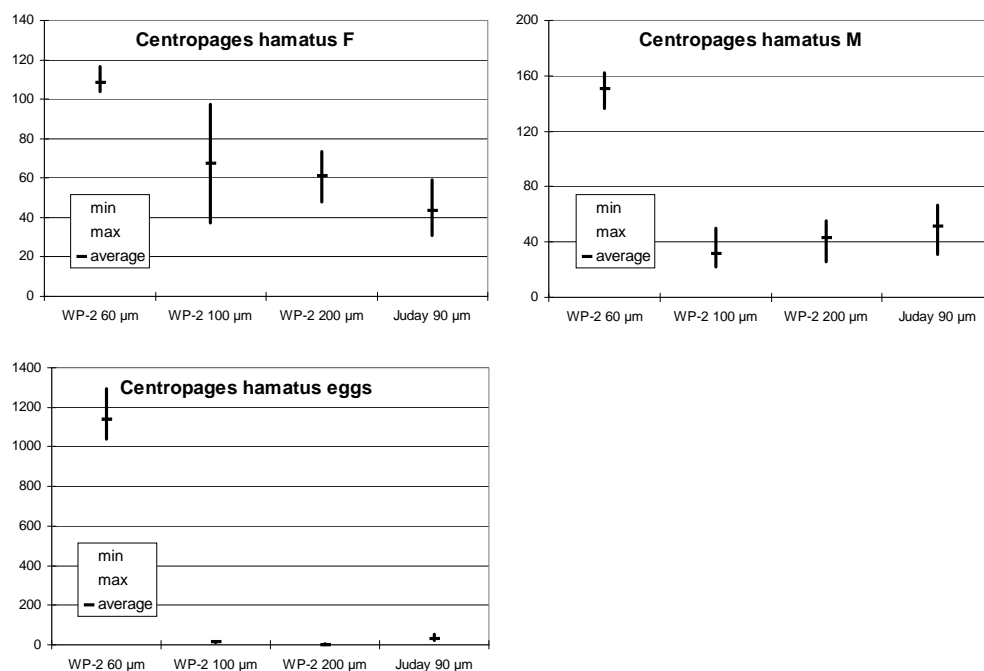 Centropages hamatus F
140
120
100
80
60
40
20
0
min
max
average
WP-2 60 µm WP-2 100 µm WP-2 200 µm Juday 90 µm
Centropages hamatus M
200
160
120
80
40
0
min
max
average
WP-2 60 µm WP-2 100 µm WP-2 200 µm Juday 90 µm
Centropages hamatus eggs
1400
1200
1000
800
600
400
200
0
min
max
average
WP-2 60 µm WP-2 100 µm WP-2 200 µm Juday 90 µm